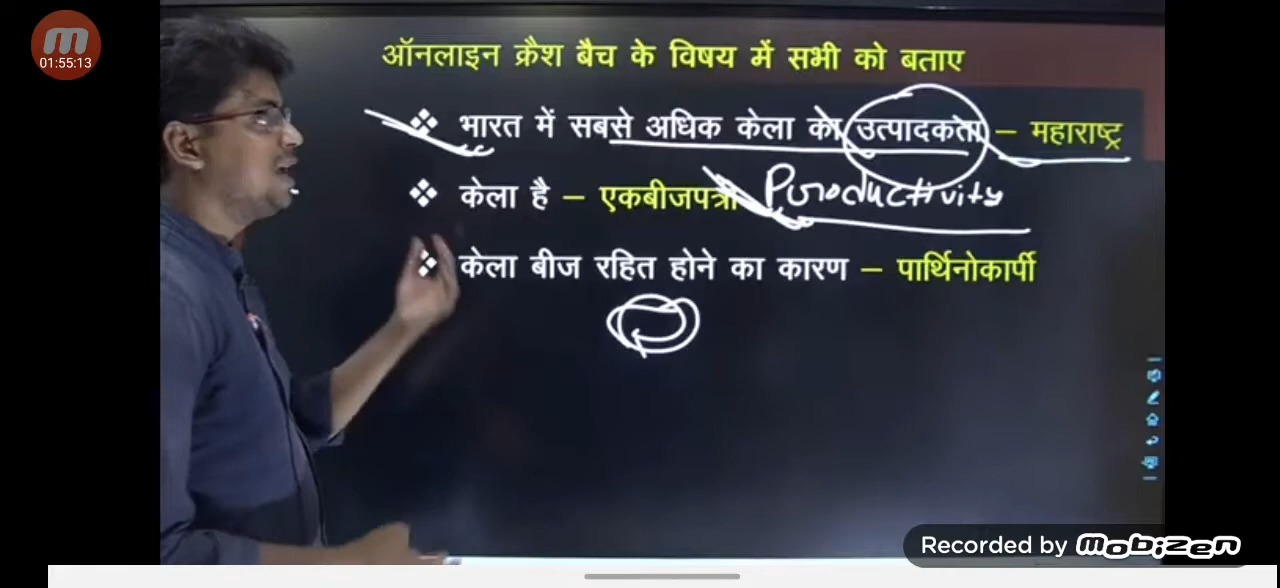 M
01:55:13
ऑनलाइन क्रैश बैच के विषय में सभी को बताए
❖ भारत में सबसे अधिक केला की उत्पादकता – महाराष्ट्र
❖ केला है – एकबीजपत्री Productivity
❖ केला बीज रहित होने का कारण – पार्थिनोकार्पी
Recorded by Mobizen